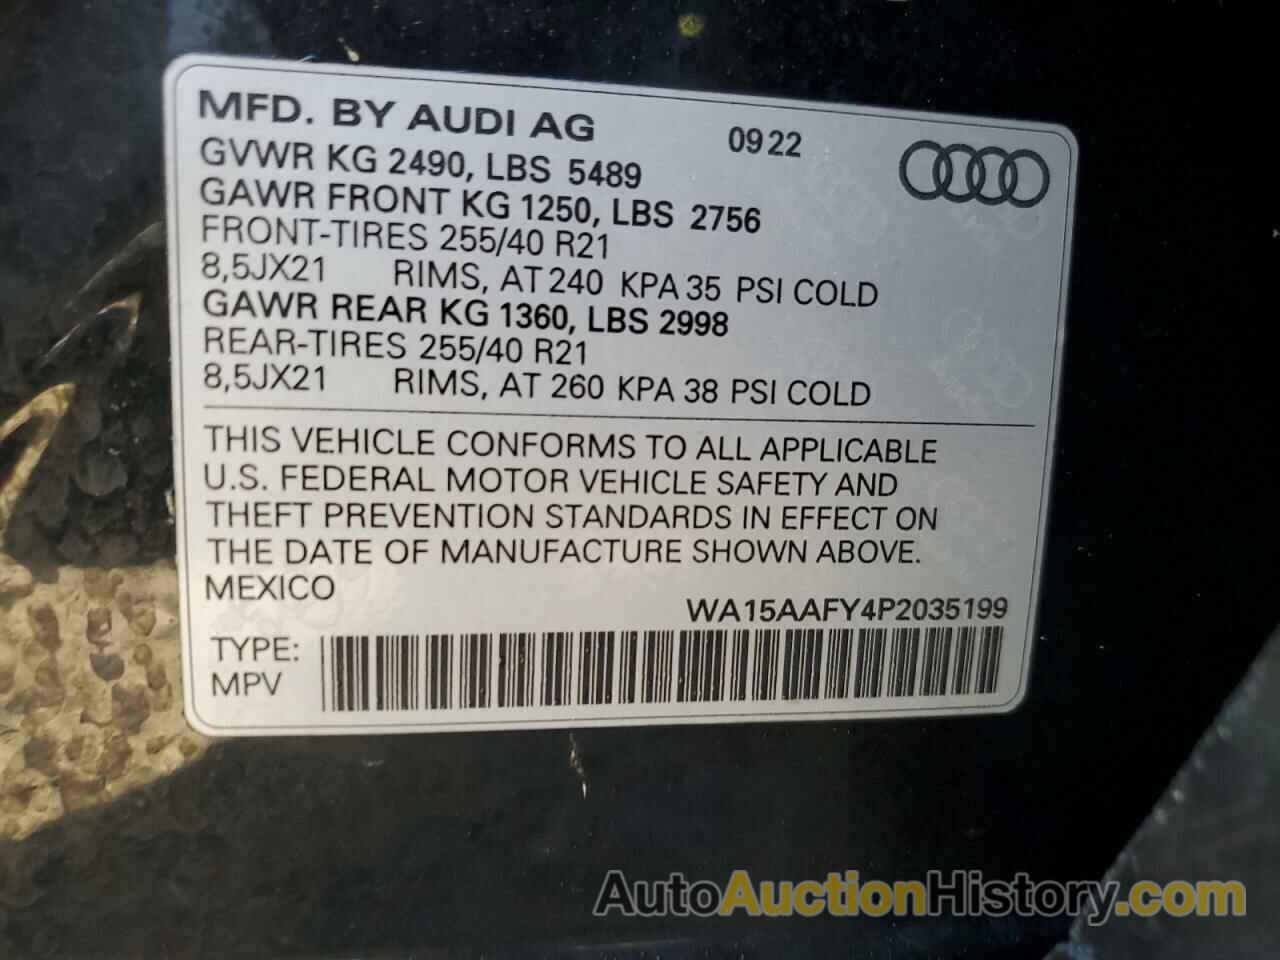 MFD. BY AUDI AG 09 22
GVWR KG 2490, LBS 5489
GAWR FRONT KG 1250, LBS 2756
FRONT-TIRES 255/40 R21
8,5JX21 RIMS, AT 240 KPA 35 PSI COLD
GAWR REAR KG 1360, LBS 2998
REAR-TIRES 255/40 R21
8,5JX21 RIMS, AT 260 KPA 38 PSI COLD
THIS VEHICLE CONFORMS TO ALL APPLICABLE
U.S. FEDERAL MOTOR VEHICLE SAFETY AND
THEFT PREVENTION STANDARDS IN EFFECT ON
THE DATE OF MANUFACTURE SHOWN ABOVE.
MEXICO
WA15AAFY4P2035199
TYPE:
MPV
AutoAuctionHistory.com